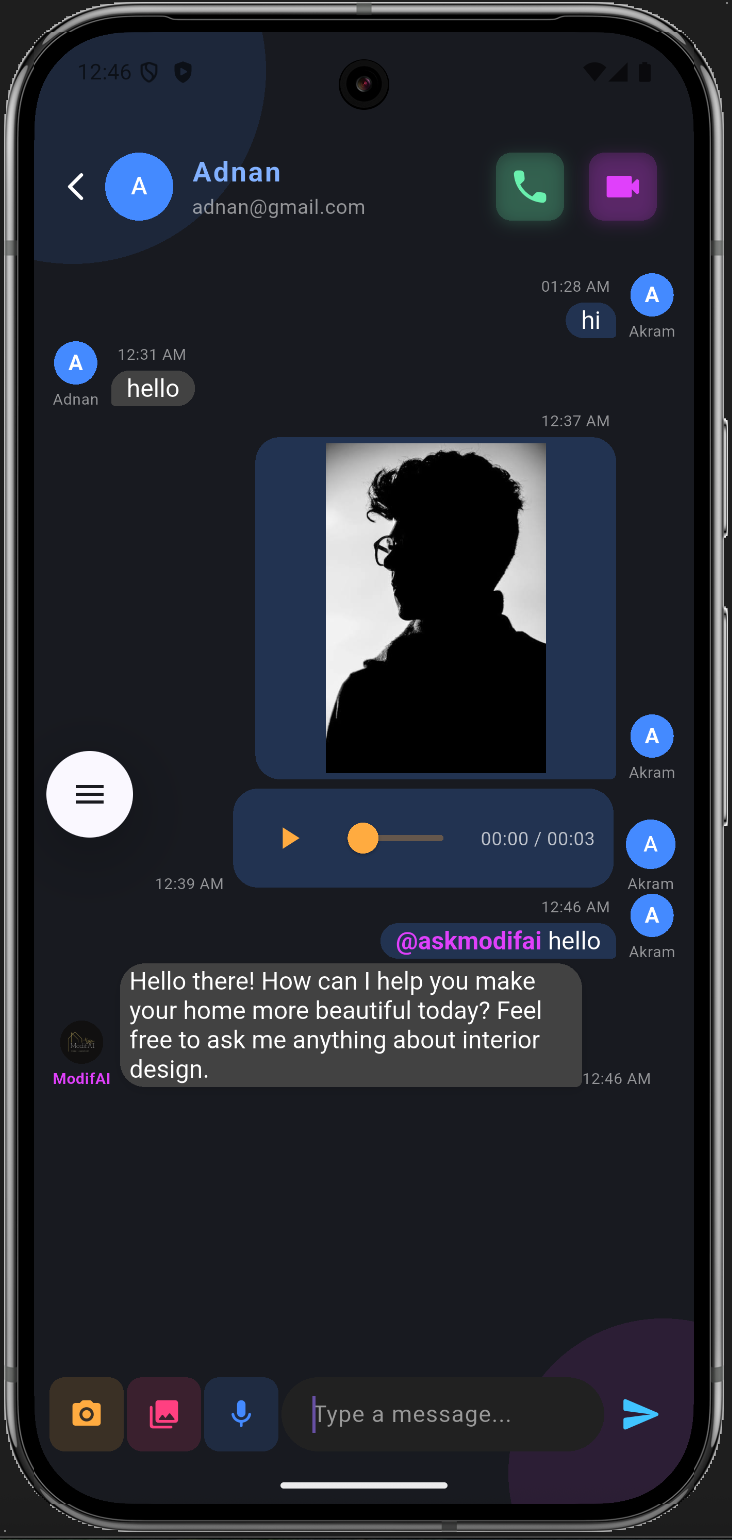 12:46
A
Adnan
adnan@gmail.com
01:28 AM
hi
A
Akram
A
Adnan
12:31 AM
hello
12:37 AM
A
Akram
00:00 / 00:03
12:39 AM
A
Akram
12:46 AM
@askmodifai hello
A
Akram
Hello there! How can I help you make
your home more beautiful today? Feel
free to ask me anything about interior
design.
ModifAI
12:46 AM
Type a message...